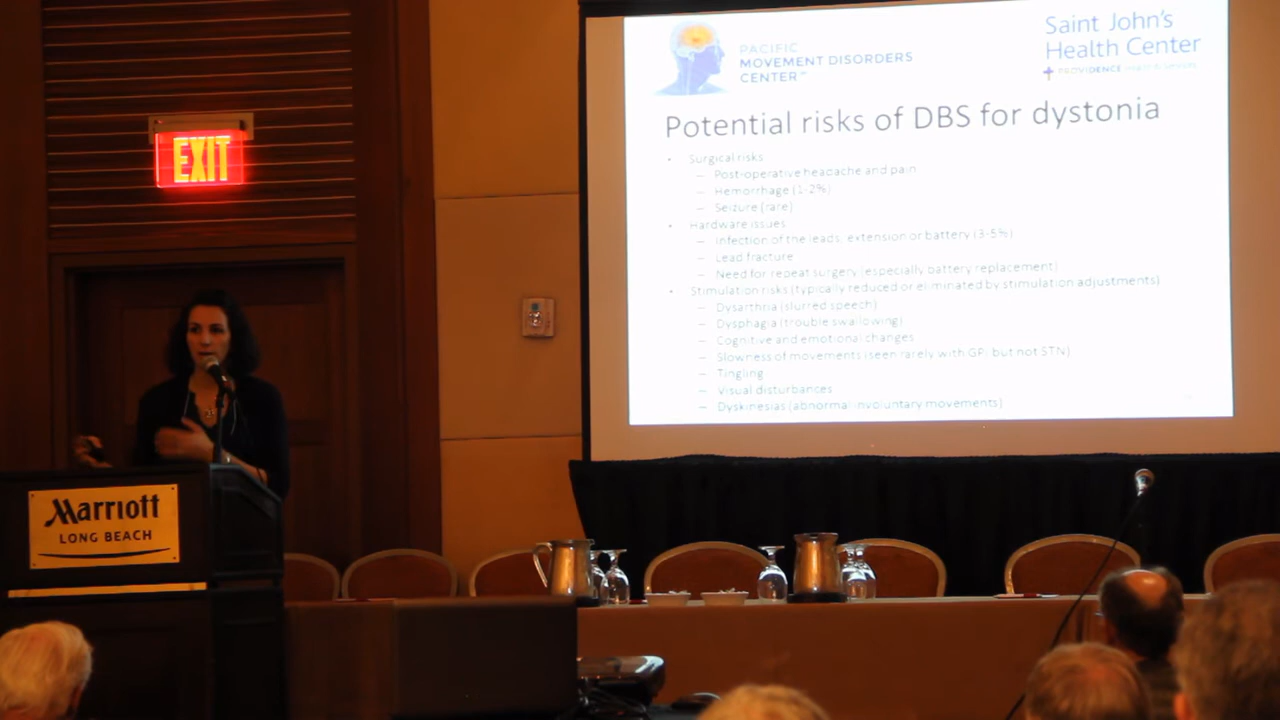 EXIT
Marriott
LONG BEACH
PACIFIC
MOVEMENT DISORDERS
CENTER™
Saint John's
Health Center
PROVIDENCE Health & Services
Potential risks of DBS for dystonia
• Surgical risks
– Post-operative headache and pain
– Hemorrhage (1-2%)
– Seizure (rare)
• Hardware issues
– Infection of the leads, extension or battery (3-5%)
– Lead fracture
– Need for repeat surgery (especially battery replacement)
• Stimulation risks (typically reduced or eliminated by stimulation adjustments)
– Dysarthria (slurred speech)
– Dysphagia (trouble swallowing)
– Cognitive and emotional changes
– Slowness of movements (seen rarely with GPi but not STN)
– Tingling
– Visual disturbances
– Dyskinesias (abnormal involuntary movements)